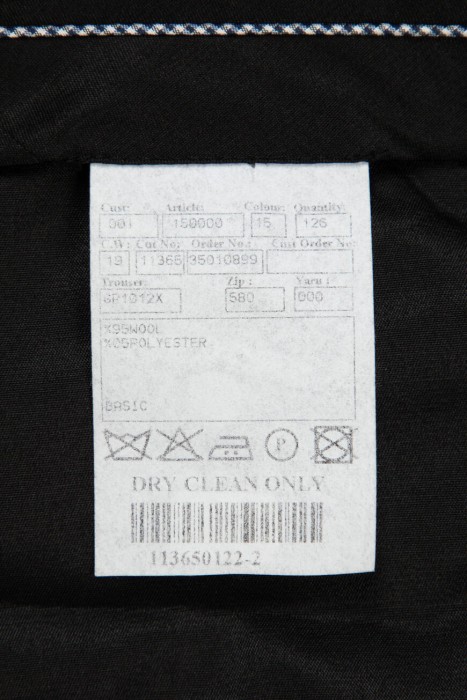 Cust: Article: Colour: Quantity
001 150000 15 126
C.W: Cut No: Order No.: Cust Order No:
19 11365 35010899
Trouser: Zip: Yarn:
6P1612X 580 000
%95WOOL
%05POLYESTER
BASIC
P
DRY CLEAN ONLY
113650122-2